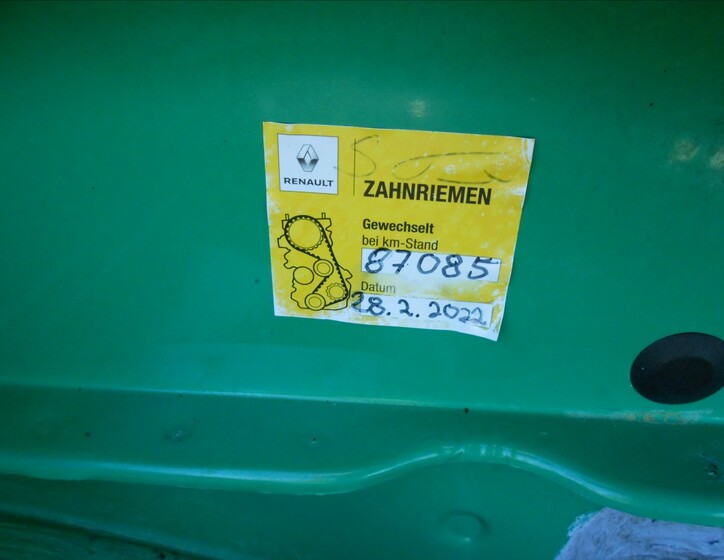 RENAULT
ZAHNRIEMEN
Gewechselt
bei km-Stand
87085
Datum
28.2.2022